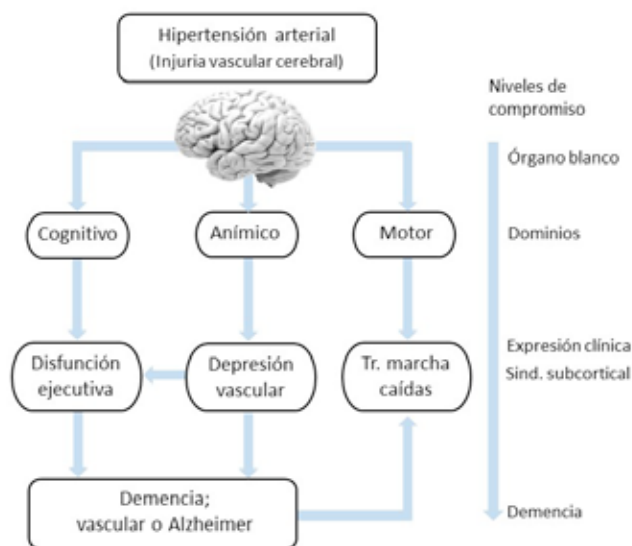 Hipertensión arterial
(Injuria vascular cerebral)
Niveles de
compromiso
Órgano blanco
Cognitivo
Anímico
Motor
Dominios
Disfunción
ejecutiva
Depresión
vascular
Tr. marcha
caídas
Expresión clínica
Sind. subcortical
Demencia;
vascular o Alzheimer
Demencia